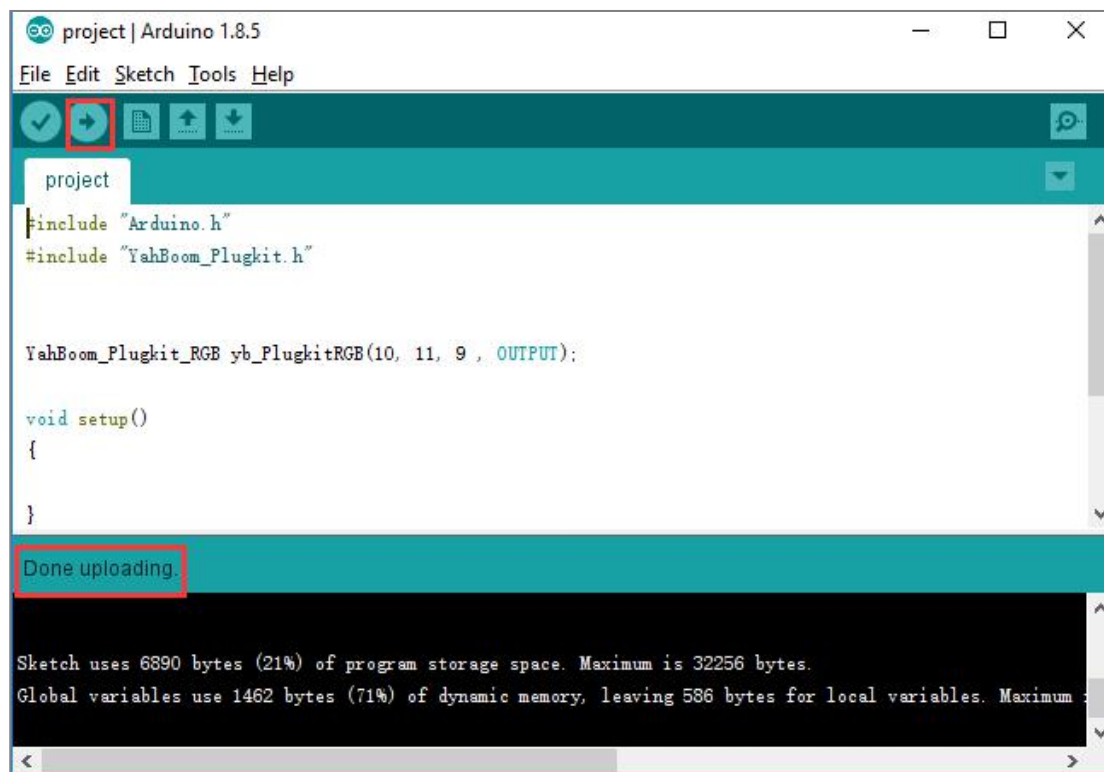 project | Arduino 1.8.5
File Edit Sketch Tools Help
project
#include "Arduino.h"
#include "YahBoom_Plugkit.h"
YahBoom_Plugkit_RGB yb_PlugkitRGB(10, 11, 9 , OUTPUT);
void setup()
{
}
Done uploading.
Sketch uses 6890 bytes (21%) of program storage space. Maximum is 32256 bytes.
Global variables use 1462 bytes (71%) of dynamic memory, leaving 586 bytes for local variables. Maximum